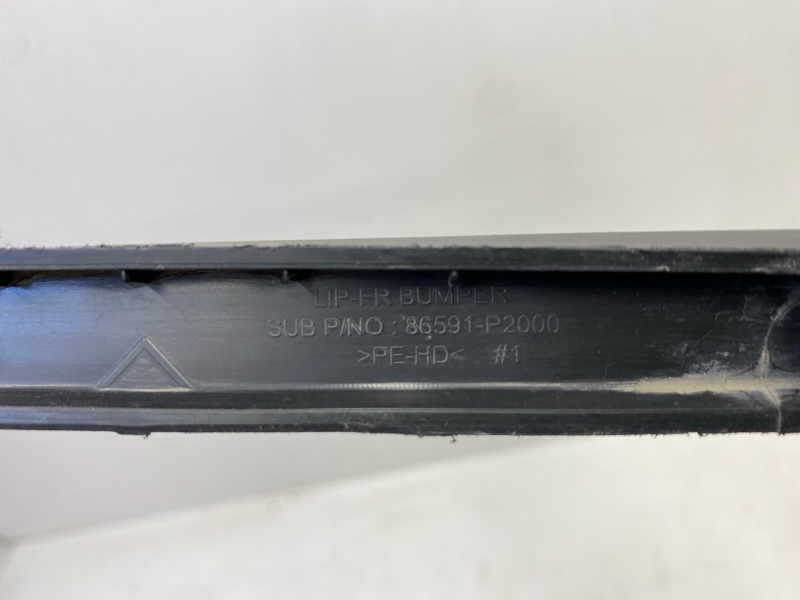 LIP-FR BUMPER
SUB P/NO : 86591-P2000
>PE-HD< #1